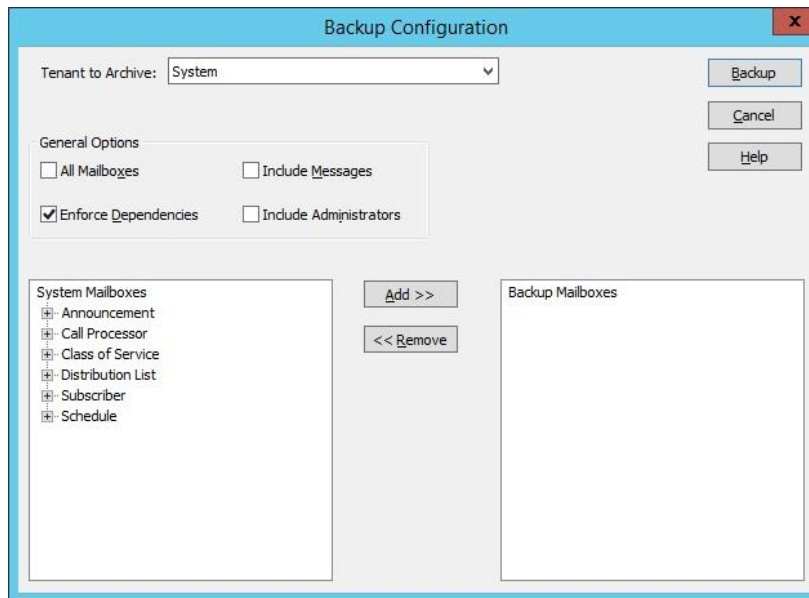 Backup Configuration
x
Tenant to Archive: System
Backup
Cancel
Help
General Options
All Mailboxes
Include Messages
Enforce Dependencies
Include Administrators
System Mailboxes
Announcement
Call Processor
Class of Service
Distribution List
Subscriber
Schedule
Add >>
<< Remove
Backup Mailboxes